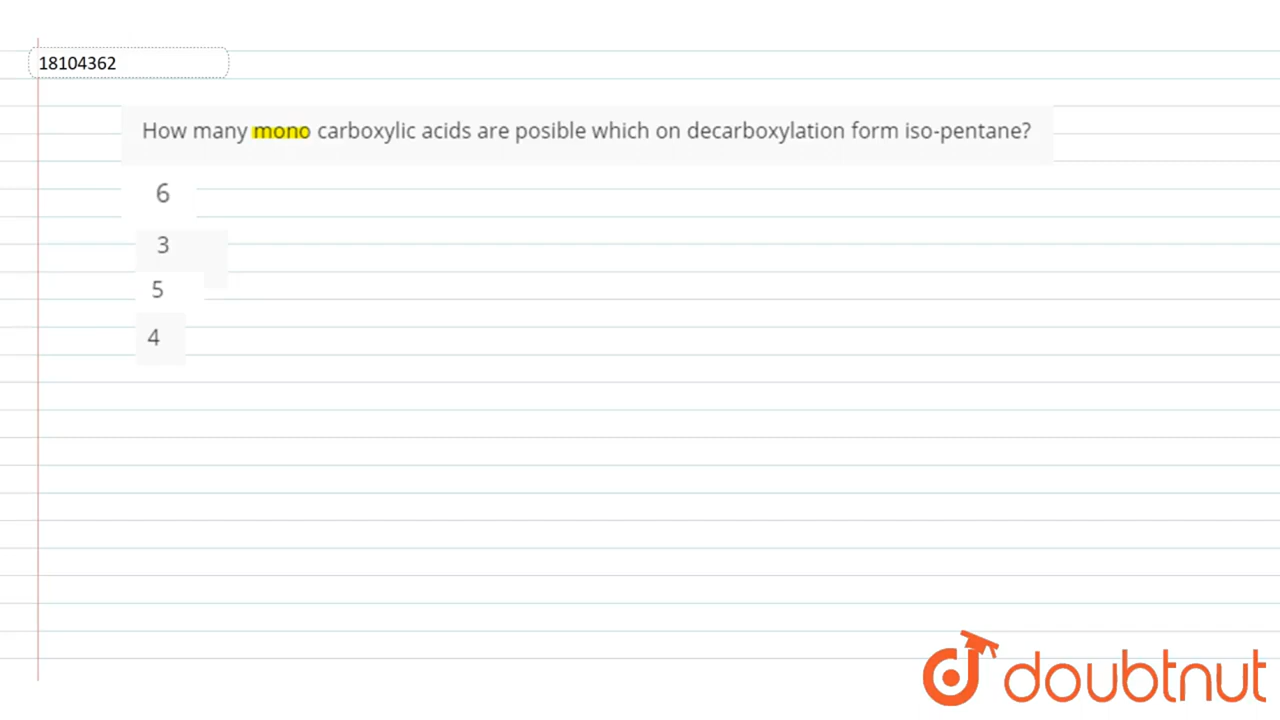 18104362
How many mono carboxylic acids are posible which on decarboxylation form iso-pentane?
6
3
5
4
doubtnut